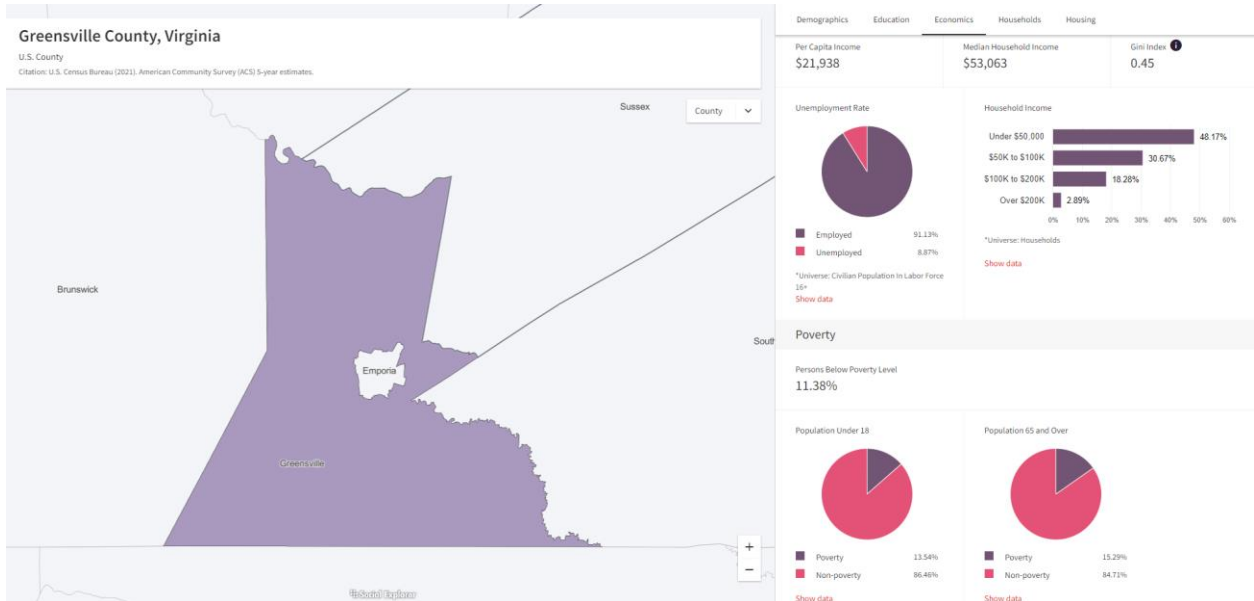 Greensville County, Virginia
U.S. County
Citation: U.S. Census Bureau (2021). American Community Survey (ACS) 5-year estimates.
Sussex
County
Brunswick
South
Emporia
Greensville
+
−
Social Explorer
Demographics Education Economics Households Housing
Per Capita Income
$21,938
Median Household Income
$53,063
Gini Index i
0.45
Unemployment Rate
Employed 91.13%
Unemployed 8.87%
*Universe: Civilian Population In Labor Force
16+
Show data
Household Income
Under $50,000 48.17%
$50K to $100K 30.67%
$100K to $200K 18.28%
Over $200K 2.89%
0% 10% 20% 30% 40% 50% 60%
*Universe: Households
Show data
Poverty
Persons Below Poverty Level
11.38%
Population Under 18
Poverty 13.54%
Non-poverty 86.46%
Show data
Population 65 and Over
Poverty 15.29%
Non-poverty 84.71%
Show data